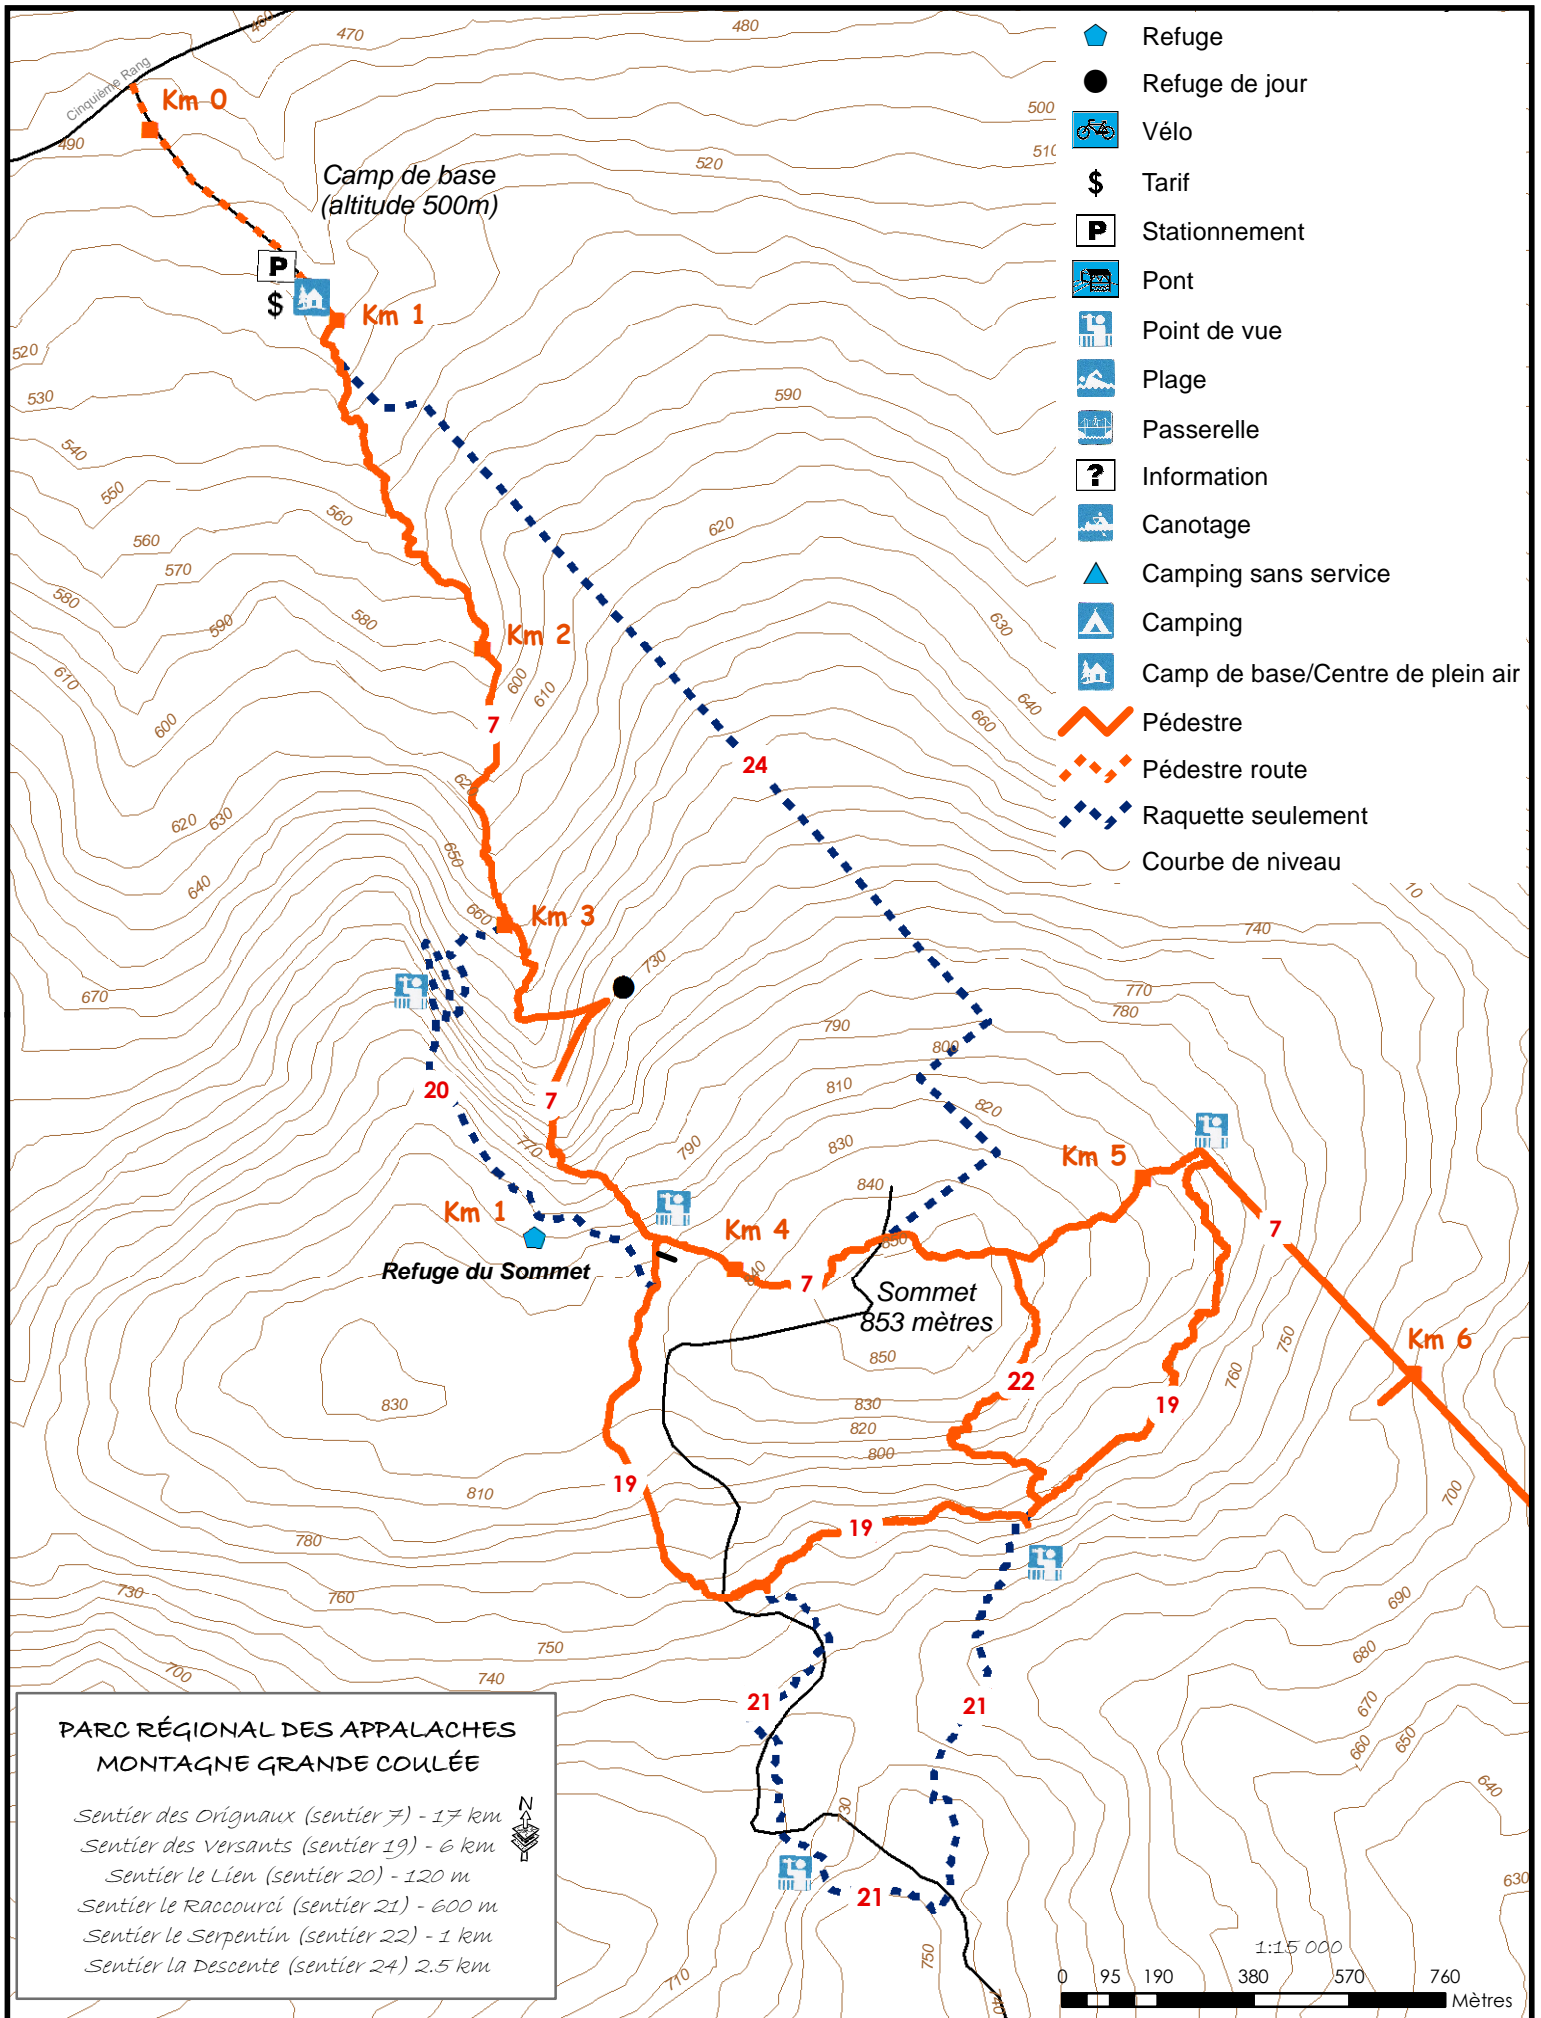 460
470
480
Cinquième Rang
Km 0
490
500
510
520
Camp de base
(altitude 500m)
P
$
Km 1
520
530
540
550
560
560
570
580
580
590
590
600
610
620
630
640
620
630
640
660
600
610
Km 2
7
24
620
650
660
670
Km 3
730
740
10
770
780
790
800
810
820
830
840
850
20
7
770
790
Km 1
Refuge du Sommet
Km 4
840
7
Km 5
7
Sommet
853 mètres
850
830
820
800
22
19
760
750
Km 6
700
830
810
780
760
750
740
730
700
19
19
690
680
670
660
650
640
630
21
21
21
730
750
740
710
Refuge
Refuge de jour
Vélo
$ Tarif
P Stationnement
Pont
Point de vue
Plage
Passerelle
? Information
Canotage
Camping sans service
Camping
Camp de base/Centre de plein air
Pédestre
Pédestre route
Raquette seulement
Courbe de niveau
PARC RÉGIONAL DES APPALACHES
MONTAGNE GRANDE COULÉE
Sentier des Orignaux (sentier 7) - 17 km
Sentier des Versants (sentier 19) - 6 km
Sentier le Lien (sentier 20) - 120 m
Sentier le Raccourci (sentier 21) - 600 m
Sentier le Serpentin (sentier 22) - 1 km
Sentier la Descente (sentier 24) 2.5 km
N
1:15 000
0 95 190 380 570 760
Mètres